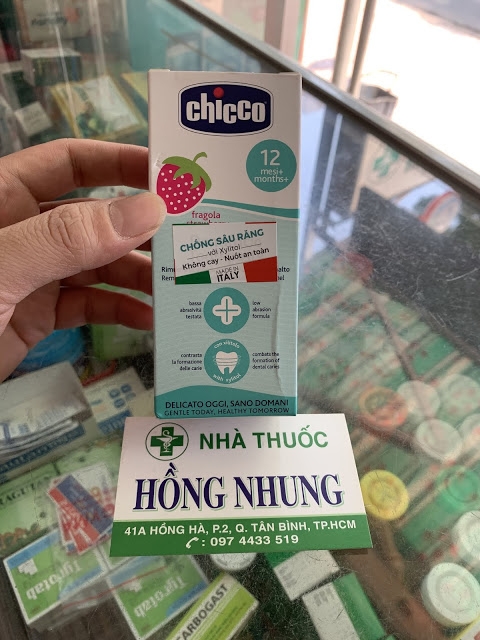 chicco
12
mesi+
months+
fragola
CHỐNG SÂU RĂNG
với Xylitol
Không cay - Nuốt an toàn
MADE IN
ITALY
bassa
abrasività
testata
low
abrasion
formula
contrasta
la formazione
delle carie
con xilitolo
with xylitol
combats the
formation of
dental caries
DELICATO OGGI, SANO DOMANI
GENTLE TODAY, HEALTHY TOMORROW
NHÀ THUỐC
HỒNG NHUNG
41A HỒNG HÀ, P.2, Q. TÂN BÌNH, TP.HCM
: 097 4433 519
Tyrotab
Tyrotab
CARBOGAST